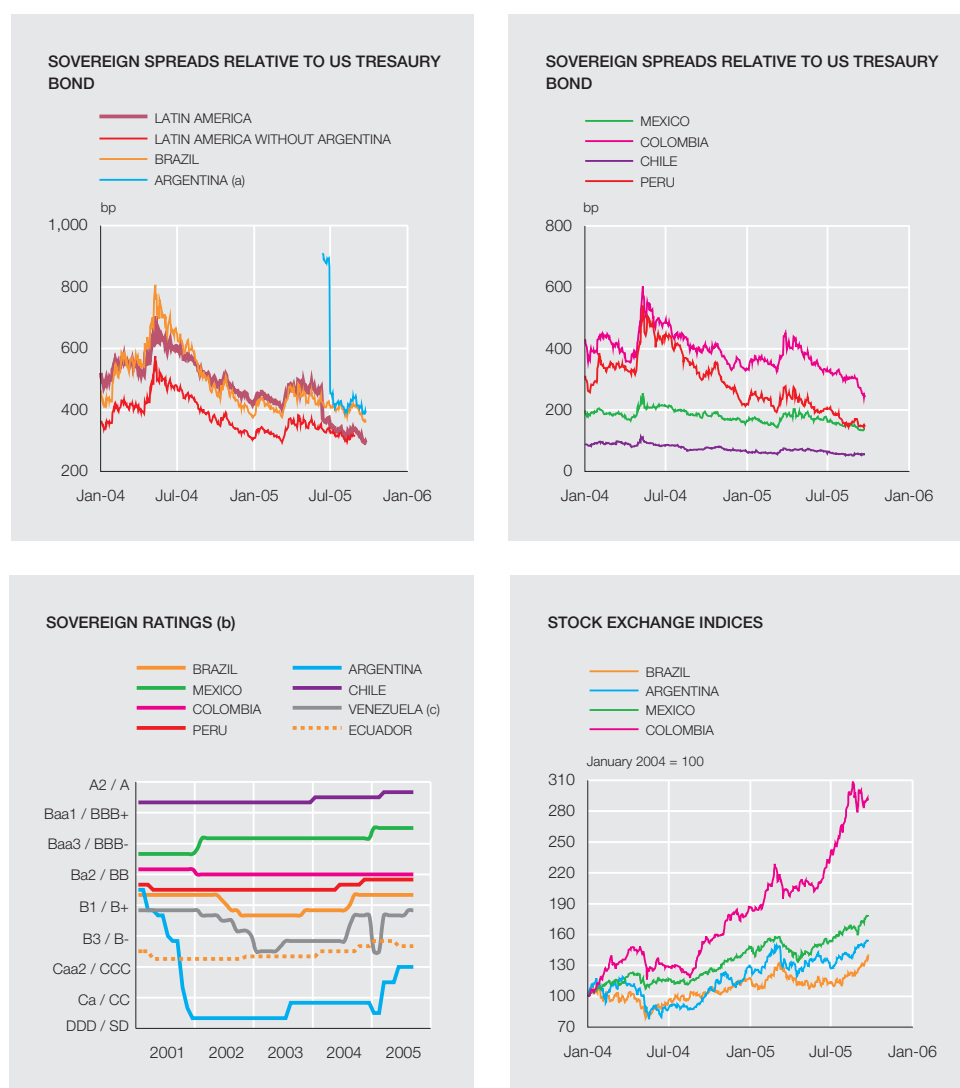 SOVEREIGN SPREADS RELATIVE TO US TRESAURY
BOND
LATIN AMERICA
LATIN AMERICA WITHOUT ARGENTINA
BRAZIL
ARGENTINA (a)
bp
1,000
800
600
400
200
Jan-04 Jul-04 Jan-05 Jul-05 Jan-06
SOVEREIGN SPREADS RELATIVE TO US TRESAURY
BOND
MEXICO
COLOMBIA
CHILE
PERU
bp
800
600
400
200
0
Jan-04 Jul-04 Jan-05 Jul-05 Jan-06
SOVEREIGN RATINGS (b)
BRAZIL ARGENTINA
MEXICO CHILE
COLOMBIA VENEZUELA (c)
PERU ECUADOR
A2 / A
Baa1 / BBB+
Baa3 / BBB-
Ba2 / BB
B1 / B+
B3 / B-
Caa2 / CCC
Ca / CC
DDD / SD
2001 2002 2003 2004 2005
STOCK EXCHANGE INDICES
BRAZIL
ARGENTINA
MEXICO
COLOMBIA
January 2004 = 100
310
280
250
220
190
160
130
100
70
Jan-04 Jul-04 Jan-05 Jul-05 Jan-06